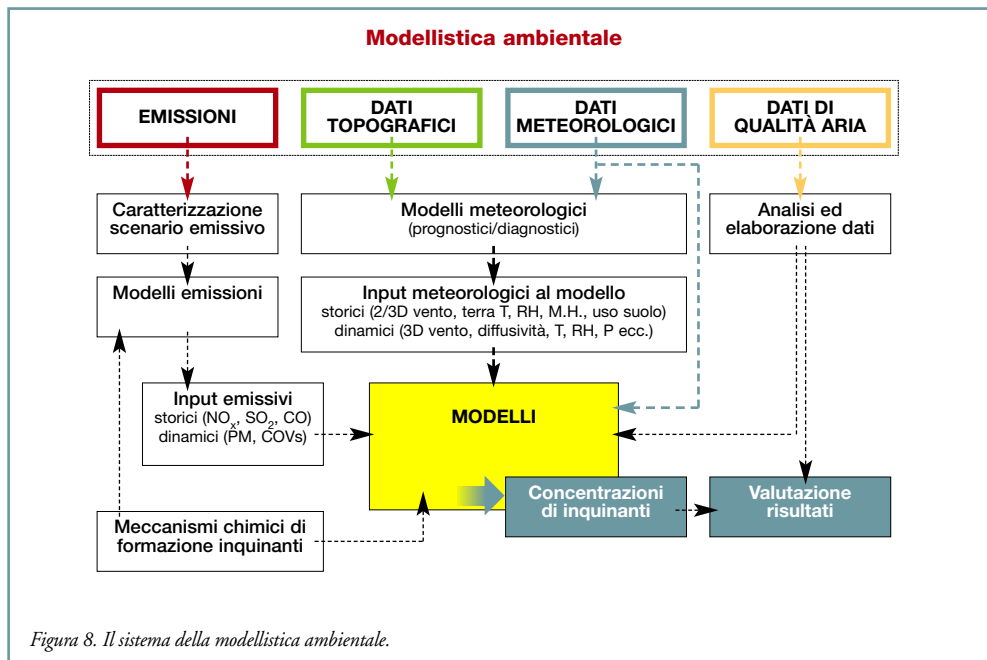 Modellistica ambientale
EMISSIONI
DATI
TOPOGRAFICI
DATI
METEOROLOGICI
DATI DI
QUALITÀ ARIA
Caratterizzazione
scenario emissivo
Modelli meteorologici
(prognostici/diagnostici)
Analisi ed
elaborazione dati
Modelli emissioni
Input meteorologici al modello
storici (2/3D vento, terra T, RH, M.H., uso suolo)
dinamici (3D vento, diffusività, T, RH, P ecc.)
Input emissivi
storici (NOx, SO2, CO)
dinamici (PM, COVs)
MODELLI
Concentrazioni
di inquinanti
Valutazione
risultati
Meccanismi chimici di
formazione inquinanti
Figura 8. Il sistema della modellistica ambientale.